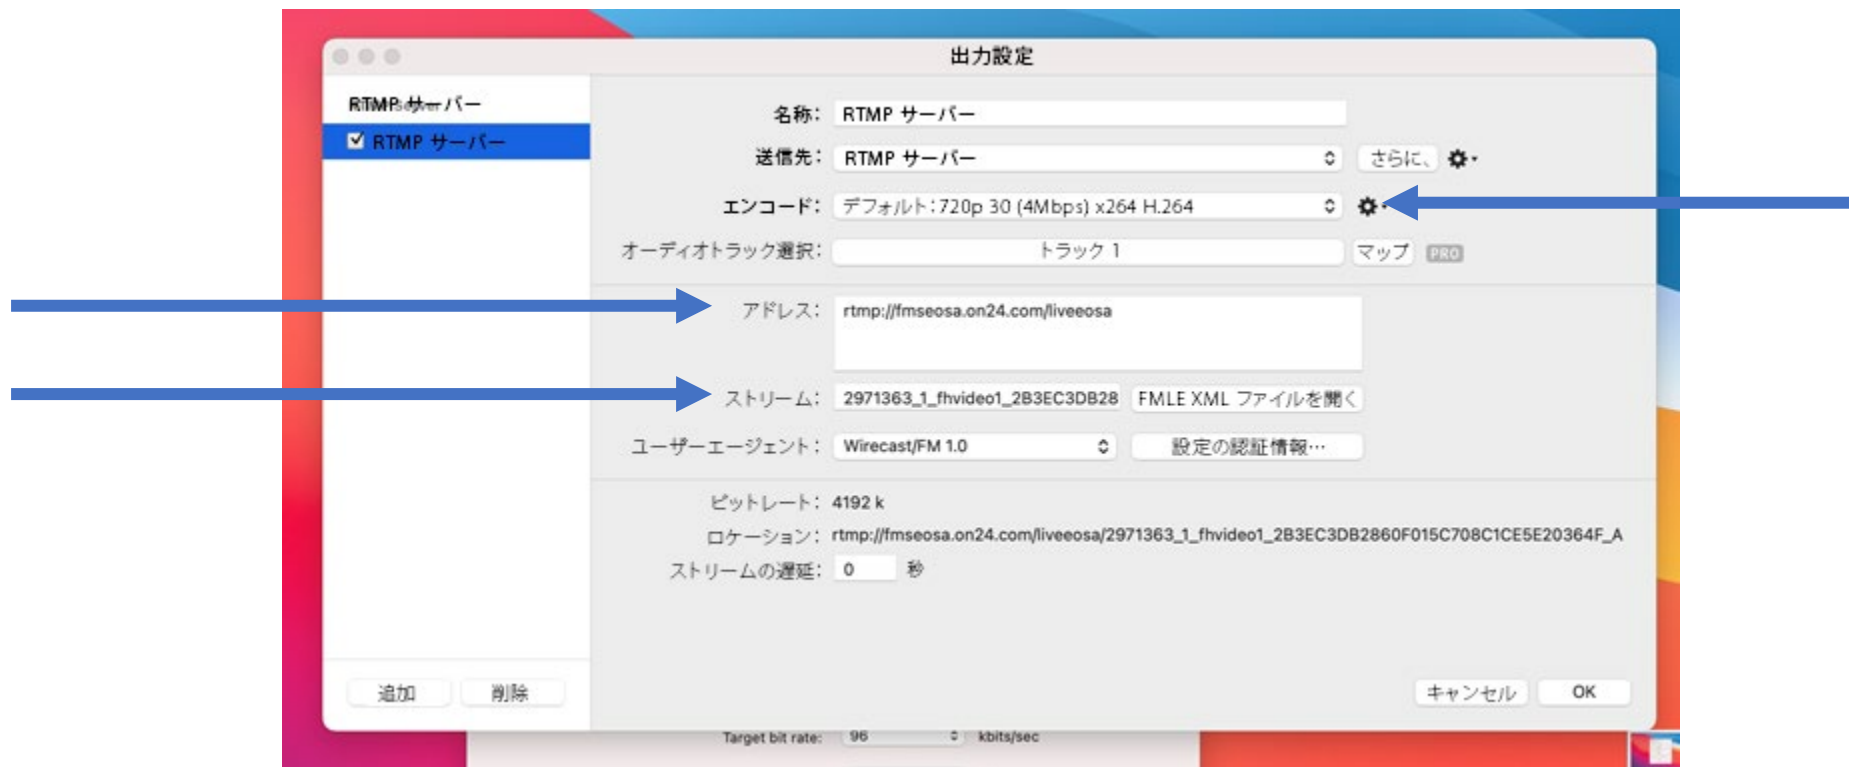 出力設定
RTMP サーバー
RTMP サーバー
名称: RTMP サーバー
送信先: RTMP サーバー さらに、
エンコード: デフォルト:720p 30 (4Mbps) x264 H.264
オーディオトラック選択: トラック 1 マップ PRO
アドレス: rtmp://fmseosa.on24.com/liveeosa
ストリーム: 2971363_1_fhvideo1_2B3EC3DB28 FMLE XML ファイルを開く
ユーザーエージェント: Wirecast/FM 1.0 設定の認証情報…
ビットレート: 4192 k
ロケーション: rtmp://fmseosa.on24.com/liveeosa/2971363_1_fhvideo1_2B3EC3DB2860F015C708C1CE5E20364F_A
ストリームの遅延: 0 秒
追加 削除 キャンセル OK
Target bit rate: 96 kbits/sec